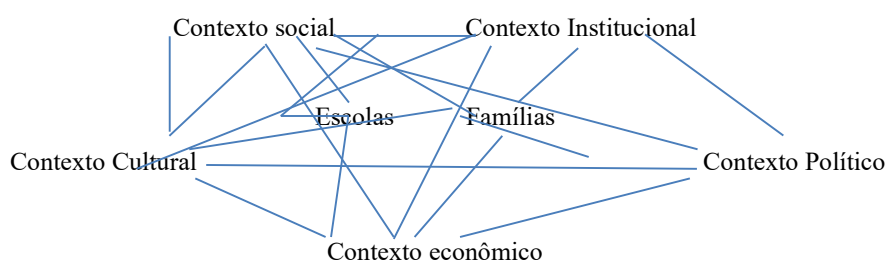 Contexto social Contexto Institucional
Escolas Famílias
Contexto Cultural Contexto Político
Contexto econômico